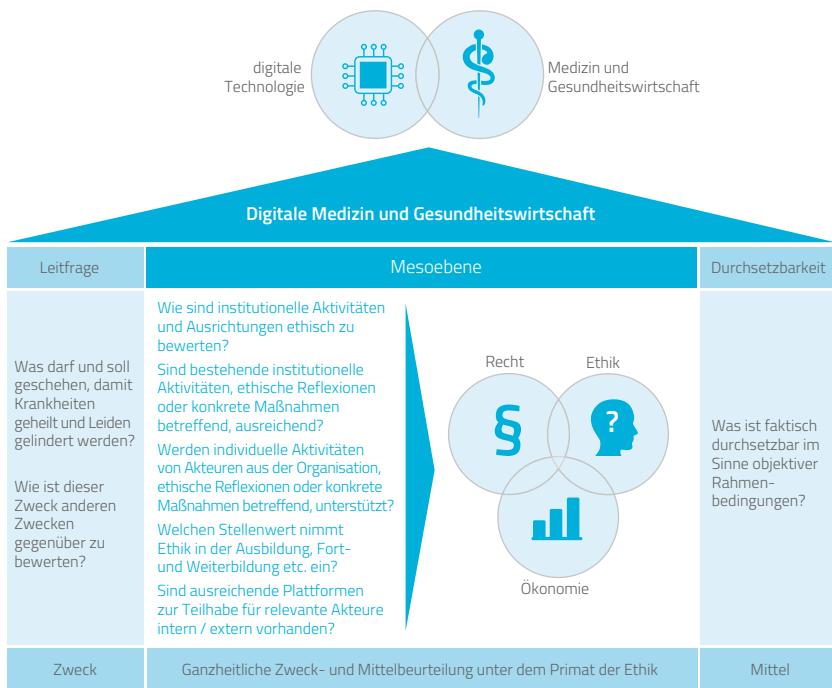 digitale
Technologie
Medizin und
Gesundheitswirtschaft
Digitale Medizin und Gesundheitswirtschaft
Leitfrage
Mesoebene
Durchsetzbarkeit
Was darf und soll
geschehen, damit
Krankheiten
geheilt und Leiden
gelindert werden?
Wie ist dieser
Zweck anderen
Zwecken
gegenüber zu
bewerten?
Wie sind institutionelle Aktivitäten
und Ausrichtungen ethisch zu
bewerten?
Sind bestehende institutionelle
Aktivitäten, ethische Reflexionen
oder konkrete Maßnahmen
betreffend, ausreichend?
Werden individuelle Aktivitäten
von Akteuren aus der Organisation,
ethische Reflexionen oder konkrete
Maßnahmen betreffend, unterstützt?
Welchen Stellenwert nimmt
Ethik in der Ausbildung, Fort-
und Weiterbildung etc. ein?
Sind ausreichende Plattformen
zur Teilhabe für relevante Akteure
intern / extern vorhanden?
Recht
Ethik
§
?
Ökonomie
Was ist faktisch
durchsetzbar im
Sinne objektiver
Rahmen-
bedingungen?
Zweck
Ganzheitliche Zweck- und Mittelbeurteilung unter dem Primat der Ethik
Mittel